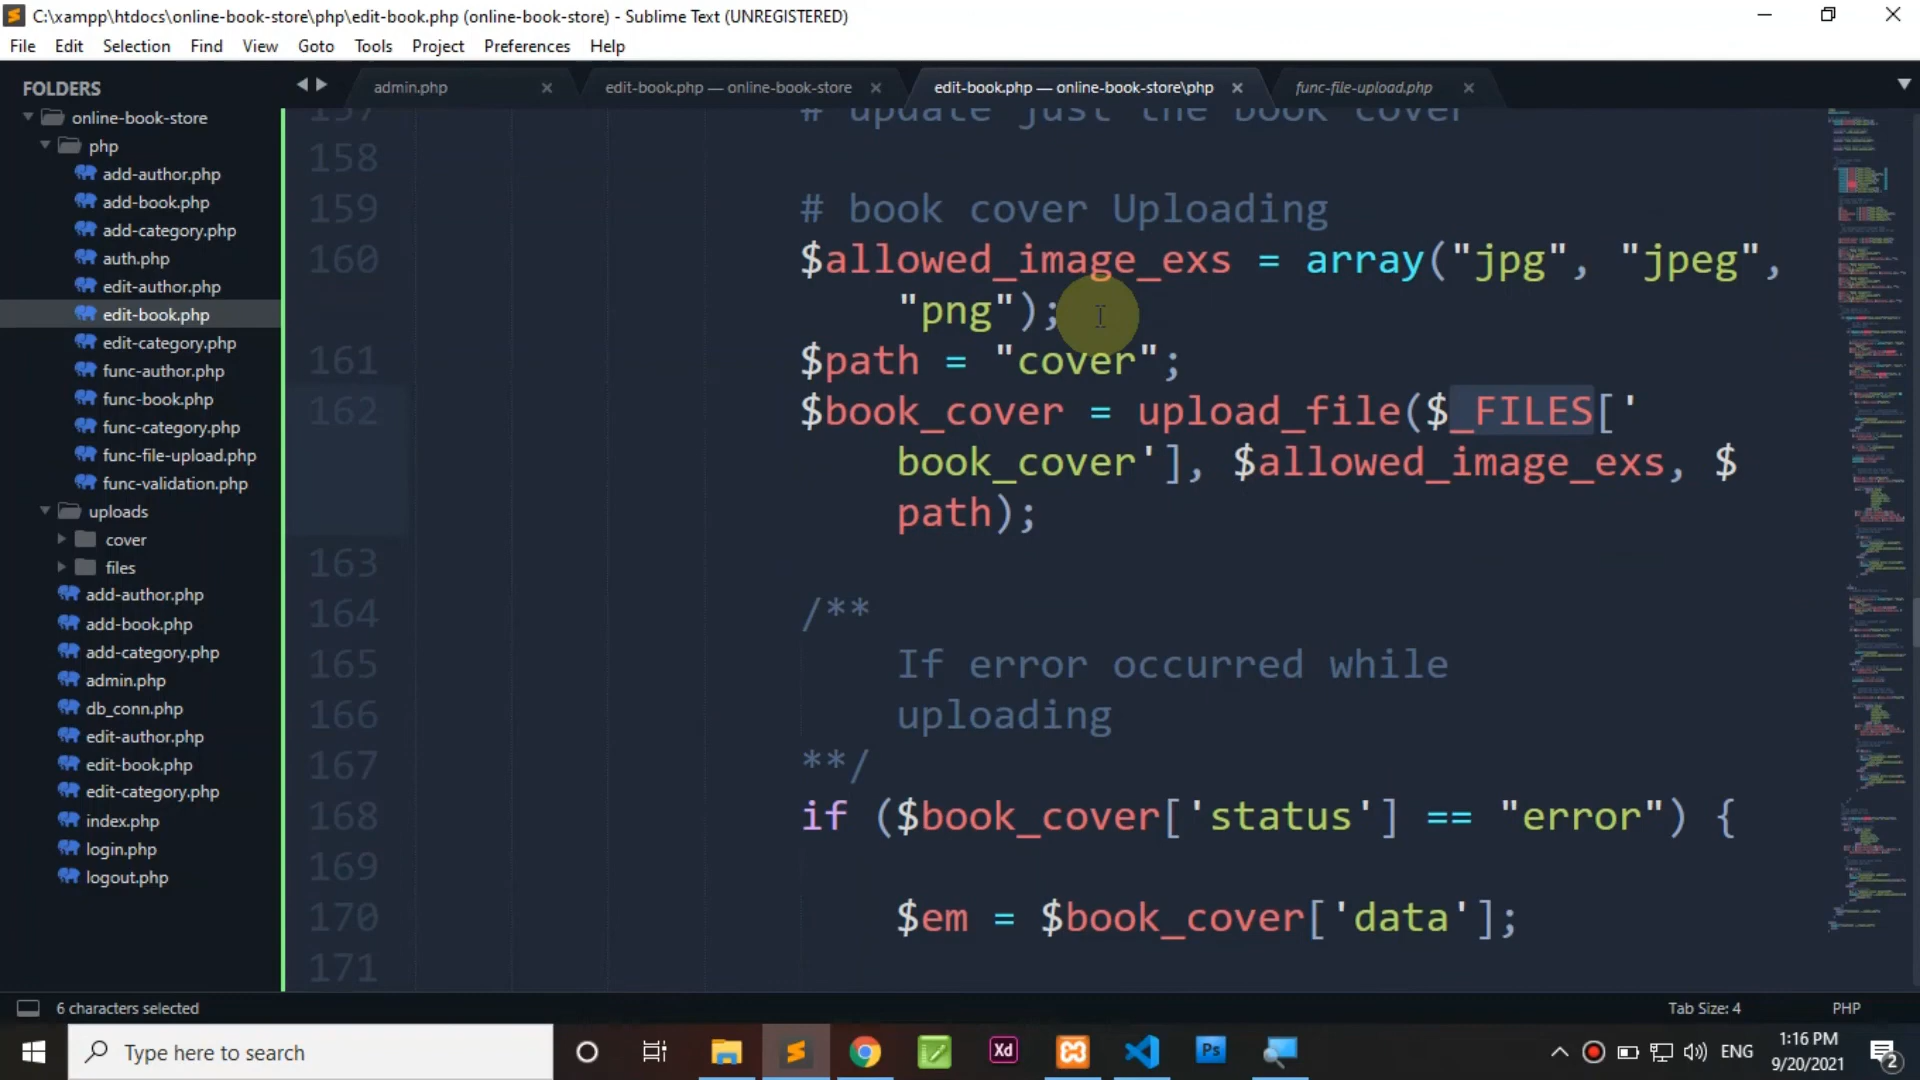 C:\xampp\htdocs\online-book-store\php\edit-book.php (online-book-store) - Sublime Text (UNREGISTERED)
File Edit Selection Find View Goto Tools Project Preferences Help
FOLDERS
online-book-store
php
add-author.php
add-book.php
add-category.php
auth.php
edit-author.php
edit-book.php
edit-category.php
func-author.php
func-book.php
func-category.php
func-file-upload.php
func-validation.php
uploads
cover
files
add-author.php
add-book.php
add-category.php
admin.php
db_conn.php
edit-author.php
edit-book.php
edit-category.php
index.php
login.php
logout.php
admin.php
edit-book.php — online-book-store
edit-book.php — online-book-store\php
func-file-upload.php
157 # update just the book cover
158
159 # book cover Uploading
160 $allowed_image_exs = array("jpg", "jpeg",
"png");
161 $path = "cover";
162 $book_cover = upload_file($_FILES['
book_cover'], $allowed_image_exs, $
path);
163
164 /**
165 If error occurred while
166 uploading
167 **/
168 if ($book_cover['status'] == "error") {
169
170 $em = $book_cover['data'];
171
6 characters selected
Tab Size: 4
PHP
Type here to search
Xd
Ps
ENG
1:16 PM
9/20/2021
2